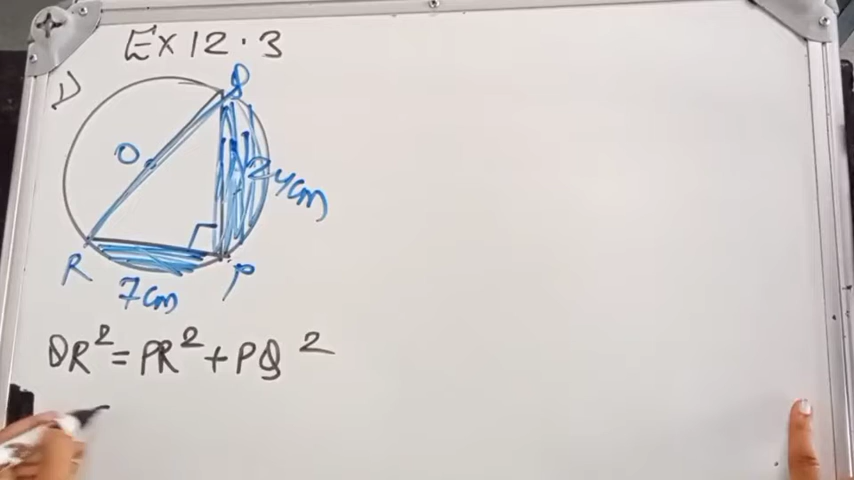 Ex 12.3
1)
Q
O
24cm
R
P
7cm
QR² = PR² + PQ²